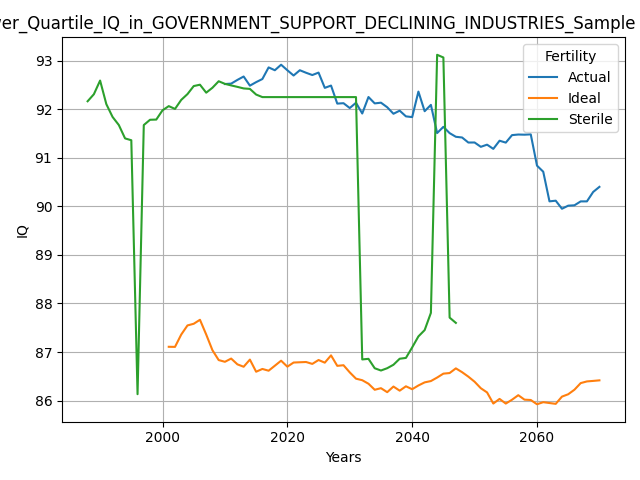 er_Quartile_IQ_in_GOVERNMENT_SUPPORT_DECLINING_INDUSTRIES_Sample
93
92
91
90
89
88
87
86
IQ
2000
2020
2040
2060
Years
Fertility
Actual
Ideal
Sterile